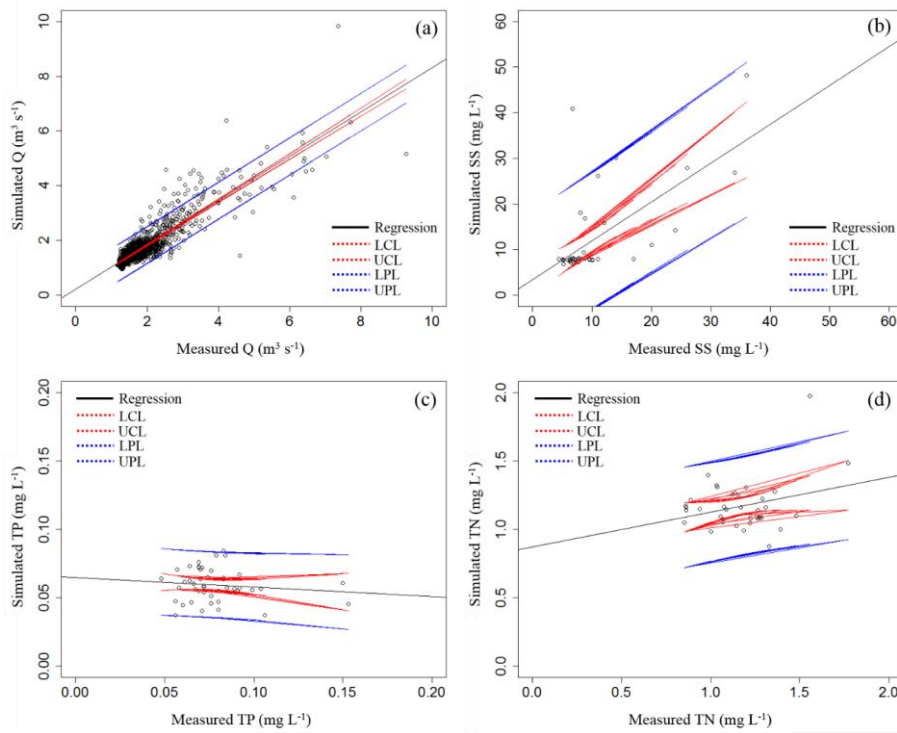 (a)
Simulated Q (m³ s⁻¹)
10
8
6
4
2
0
Regression
LCL
UCL
LPL
UPL
0 2 4 6 8 10
Measured Q (m³ s⁻¹)
(b)
Simulated SS (mg L⁻¹)
60
50
40
30
20
10
0
Regression
LCL
UCL
LPL
UPL
0 10 20 30 40 50 60
Measured SS (mg L⁻¹)
(c)
Simulated TP (mg L⁻¹)
0.20
0.15
0.10
0.05
0.00
Regression
LCL
UCL
LPL
UPL
0.00 0.05 0.10 0.15 0.20
Measured TP (mg L⁻¹)
(d)
Simulated TN (mg L⁻¹)
2.0
1.5
1.0
0.5
0.0
Regression
LCL
UCL
LPL
UPL
0.0 0.5 1.0 1.5 2.0
Measured TN (mg L⁻¹)